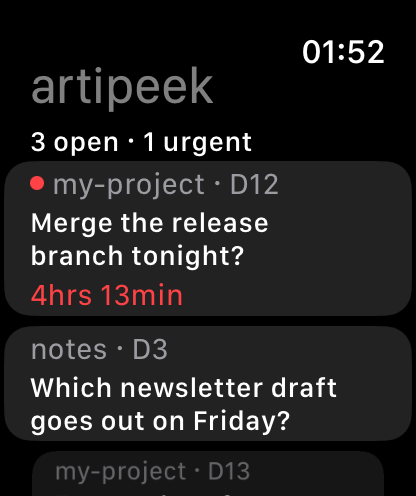 01:52
artipeek
3 open · 1 urgent
my-project · D12
Merge the release
branch tonight?
4hrs 13min
notes · D3
Which newsletter draft
goes out on Friday?
my-project · D13